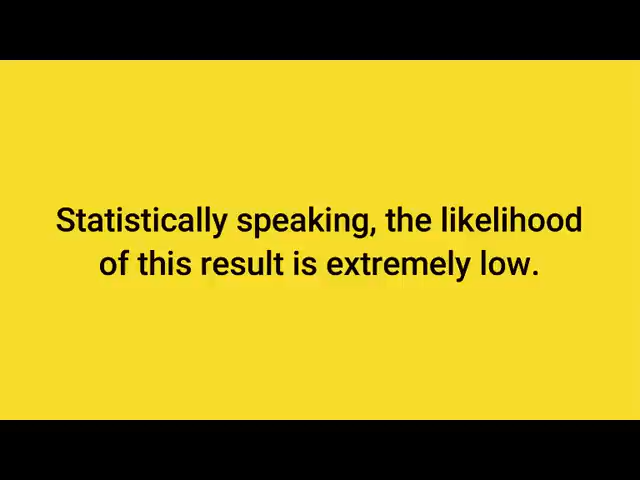 Statistically speaking, the likelihood
of this result is extremely low.